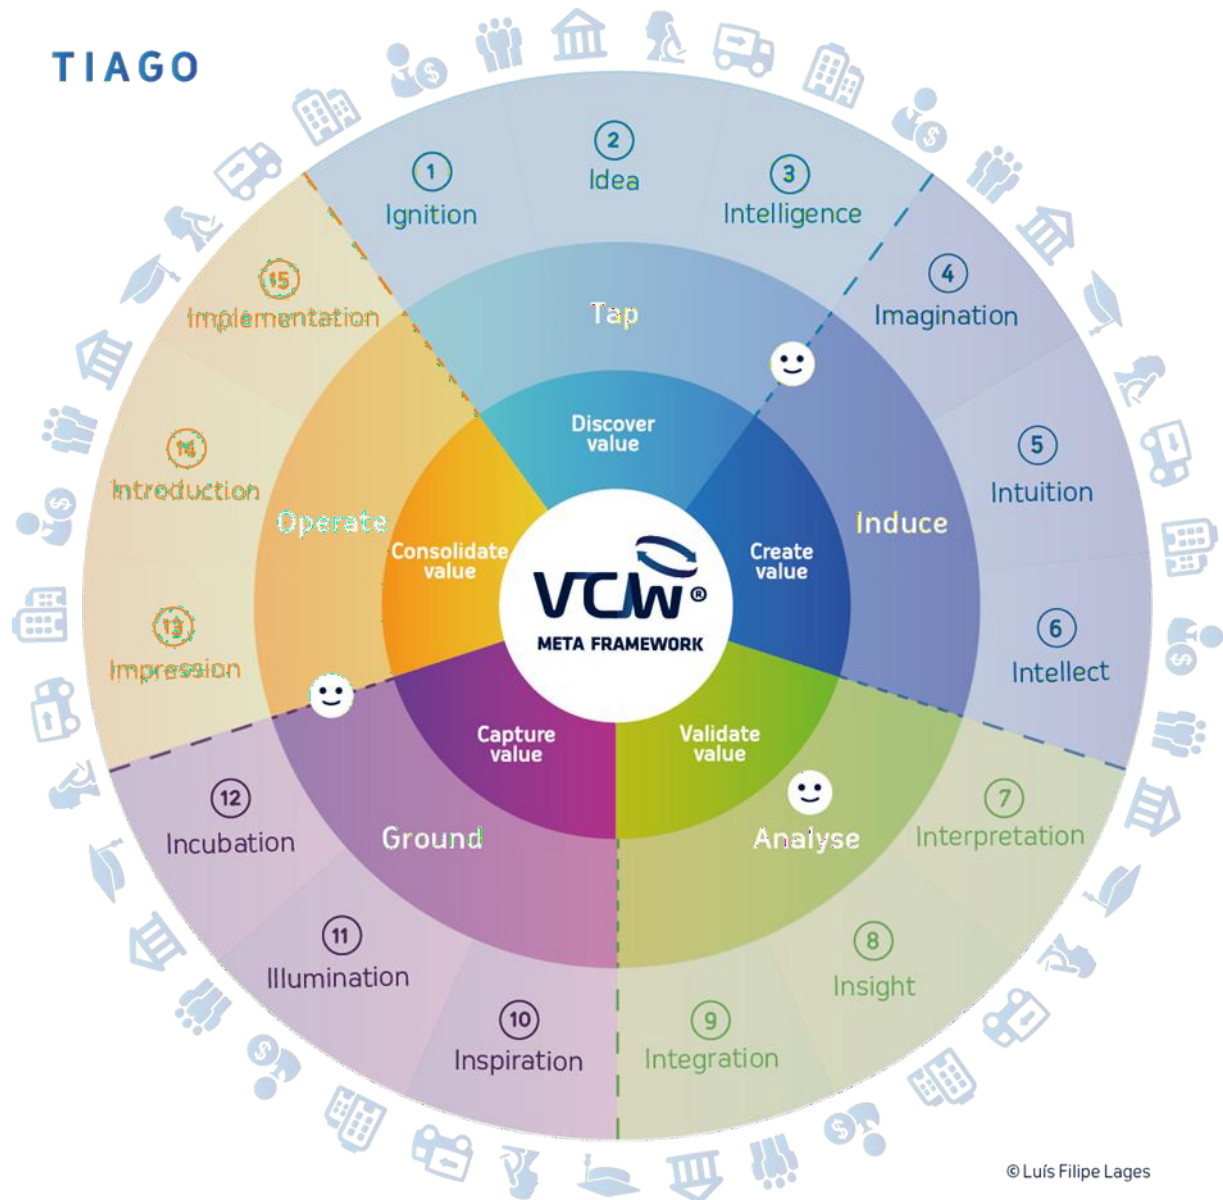 TIAGO
1
Ignition
2
Idea
3
Intelligence
4
Imagination
5
Intuition
6
Intellect
7
Interpretation
8
Insight
9
Integration
10
Inspiration
11
Illumination
12
Incubation
13
Impression
14
Introduction
15
Implementation
Tap
Induce
Analyse
Ground
Operate
Discover
value
Create
value
Validate
value
Capture
value
Consolidate
value
VCW®
META FRAMEWORK
© Luís Filipe Lages